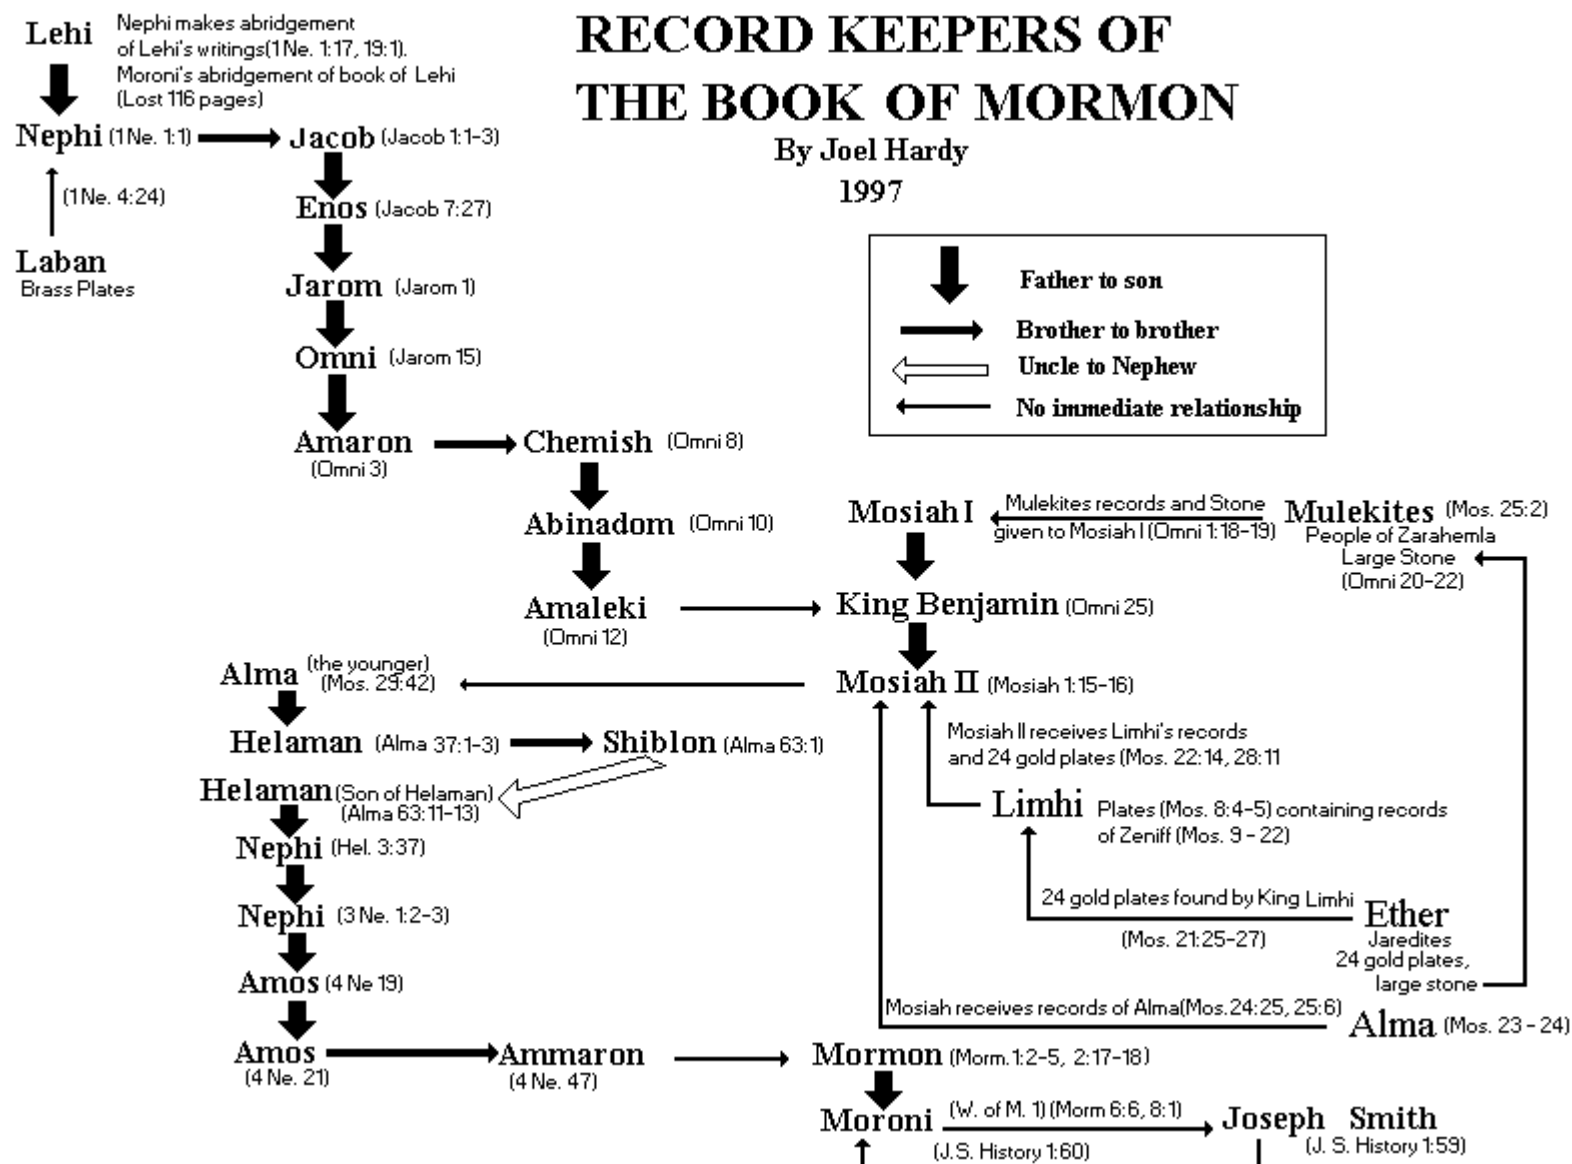 RECORD KEEPERS OF
THE BOOK OF MORMON
By Joel Hardy
1997
Lehi
Nephi makes abridgement
of Lehi's writings(1 Ne. 1:17, 19:1).
Moroni's abridgement of book of Lehi
(Lost 116 pages)
Nephi (1 Ne. 1:1)
Jacob (Jacob 1:1-3)
(1 Ne. 4:24)
Enos (Jacob 7:27)
Laban
Brass Plates
Jarom (Jarom 1)
Omni (Jarom 15)
Father to son
Brother to brother
Uncle to Nephew
No immediate relationship
Amaron
(Omni 3)
Chemish (Omni 8)
Abinadom (Omni 10)
Mosiah I
Mulekites records and Stone
given to Mosiah I (Omni 1:18-19)
Mulekites (Mos. 25:2)
People of Zarahemla
Large Stone
(Omni 20-22)
Amaleki
(Omni 12)
King Benjamin (Omni 25)
Alma (the younger)
(Mos. 29:42)
Mosiah II (Mosiah 1:15-16)
Helaman (Alma 37:1-3)
Shiblon (Alma 63:1)
Mosiah II receives Limhi's records
and 24 gold plates (Mos. 22:14, 28:11
Helaman (Son of Helaman)
(Alma 63:11-13)
Limhi
Plates (Mos. 8:4-5) containing records
of Zeniff (Mos. 9 - 22)
Nephi (Hel. 3:37)
24 gold plates found by King Limhi
(Mos. 21:25-27)
Ether
Jaredites
24 gold plates,
large stone
Nephi (3 Ne. 1:2-3)
Amos (4 Ne 19)
Mosiah receives records of Alma(Mos.24:25, 25:6)
Alma (Mos. 23 - 24)
Amos
(4 Ne. 21)
Ammaron
(4 Ne. 47)
Mormon (Morm. 1:2-5, 2:17-18)
Moroni
(W. of M. 1) (Morm 6:6, 8:1)
(J.S. History 1:60)
Joseph Smith
(J. S. History 1:59)